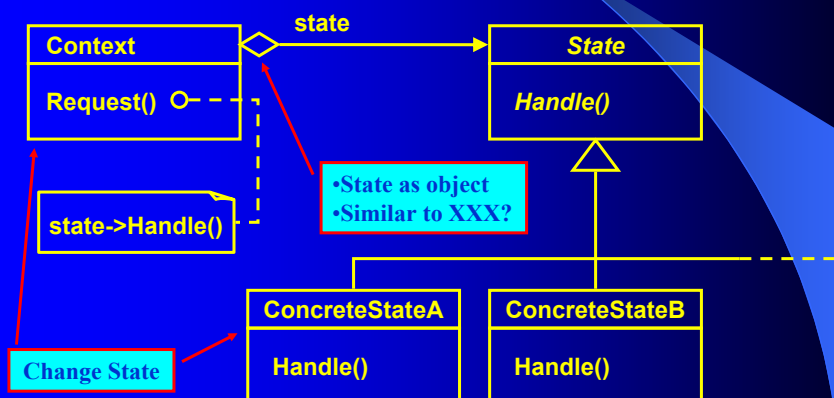 state
Context
State
Request()
Handle()
•State as object
•Similar to XXX?
state->Handle()
ConcreteStateA
ConcreteStateB
Change State
Handle()
Handle()